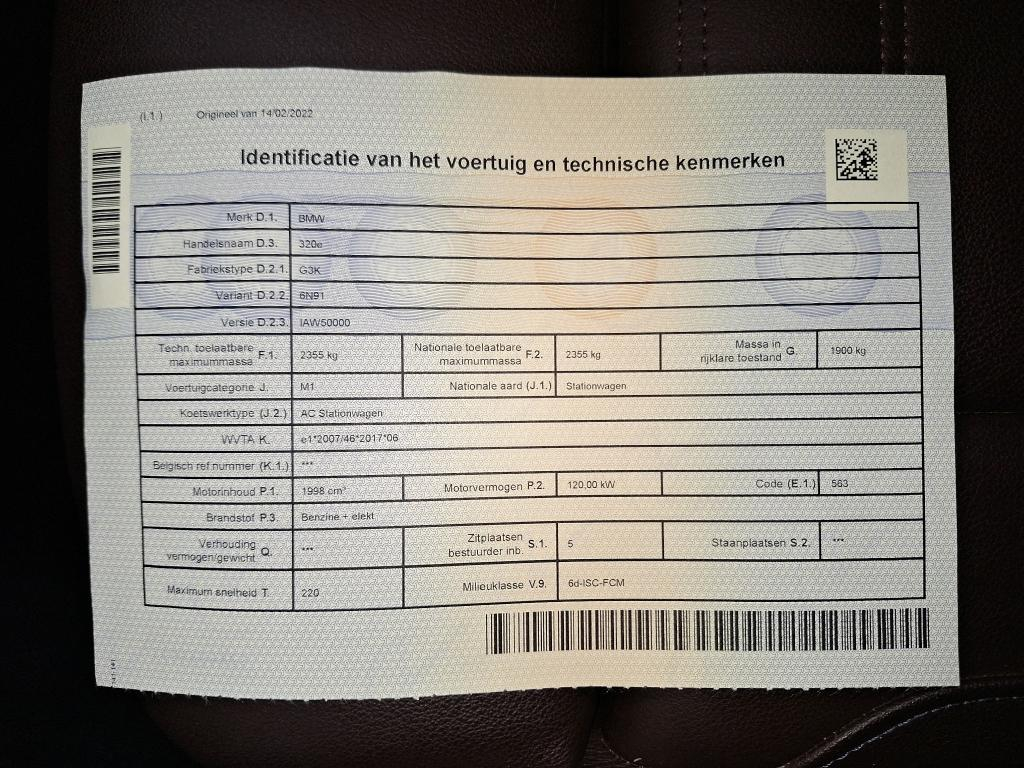 (I.1.) Origineel van 14/02/2022
Identificatie van het voertuig en technische kenmerken
Merk D.1. BMW
Handelsnaam D.3. 320e
Fabriekstype D.2.1. G3K
Variant D.2.2. 6N91
Versie D.2.3. IAW50000
Techn. toelaatbare maximummassa F.1. 2355 kg Nationale toelaatbare maximummassa F.2. 2355 kg Massa in rijklare toestand G. 1900 kg
Voertuigcategorie J. M1 Nationale aard (J.1.) Stationwagen
Koetswerktype (J.2.) AC Stationwagen
WVTA K. e1*2007/46*2017*06
Belgisch ref.nummer (K.1.) ***
Motorinhoud P.1. 1998 cm³ Motorvermogen P.2. 120,00 kW Code (E.1.) 563
Brandstof P.3. Benzine + elekt
Verhouding vermogen/gewicht Q. *** Zitplaatsen bestuurder inb. S.1. 5 Staanplaatsen S.2. ***
Maximum snelheid T. 220 Milieuklasse V.9. 6d-ISC-FCM